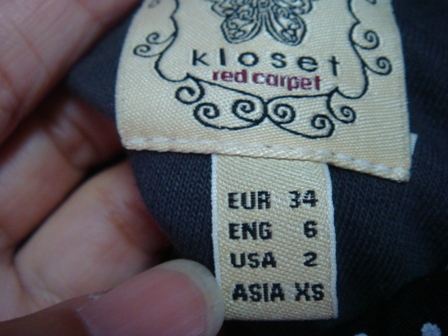 kloset
red carpet
EUR 34
ENG 6
USA 2
ASIA XS